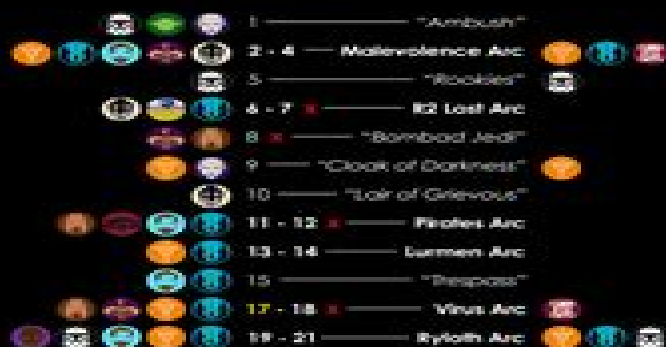 1 "Ambush"
2 - 4 Malevolence Arc
5 "Rookies"
6 - 7 x R2 Lost Arc
8 x "Bombad Jedi"
9 "Cloak of Darkness"
10 "Lair of Grievous"
11 - 12 x Pirates Arc
13 - 14 Lurmen Arc
15 "Trespass"
17 - 18 x Virus Arc
19 - 21 Ryloth Arc